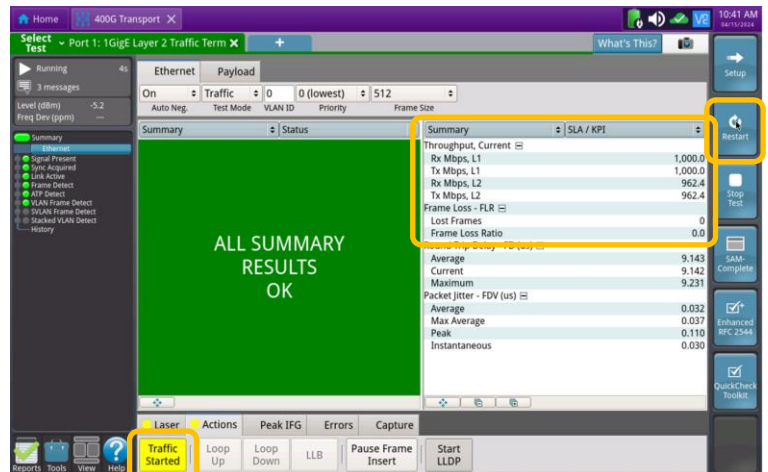 Home 400G Transport X 10:41 AM
04/15/2024
Select Test Port 1: 1GigE Layer 2 Traffic Term X + What's This?
Running 4s
3 messages
Level (dBm) -5.2
Freq Dev (ppm) ---
Summary
Ethernet
Signal Present
Sync Acquired
Link Active
Frame Detect
ATP Detect
VLAN Frame Detect
SVLAN Frame Detect
Stacked VLAN Detect
History
Ethernet Payload
On Traffic 0 0 (lowest) 512
Auto Neg. Test Mode VLAN ID Priority Frame Size
Summary Status
ALL SUMMARY
RESULTS
OK
Summary SLA / KPI
Throughput, Current
Rx Mbps, L1 1,000.0
Tx Mbps, L1 1,000.0
Rx Mbps, L2 962.4
Tx Mbps, L2 962.4
Frame Loss - FLR
Lost Frames 0
Frame Loss Ratio 0.0
Round Trip Delay - FD (us)
Average 9.143
Current 9.142
Maximum 9.231
Packet Jitter - FDV (us)
Average 0.032
Max Average 0.037
Peak 0.110
Instantaneous 0.030
Laser Actions Peak IFG Errors Capture
Traffic Started
Loop Up
Loop Down
LLB
Pause Frame Insert
Start LLDP
Reports Tools View Help
Setup
Restart
Stop Test
SAM-Complete
Enhanced RFC 2544
QuickCheck Toolkit